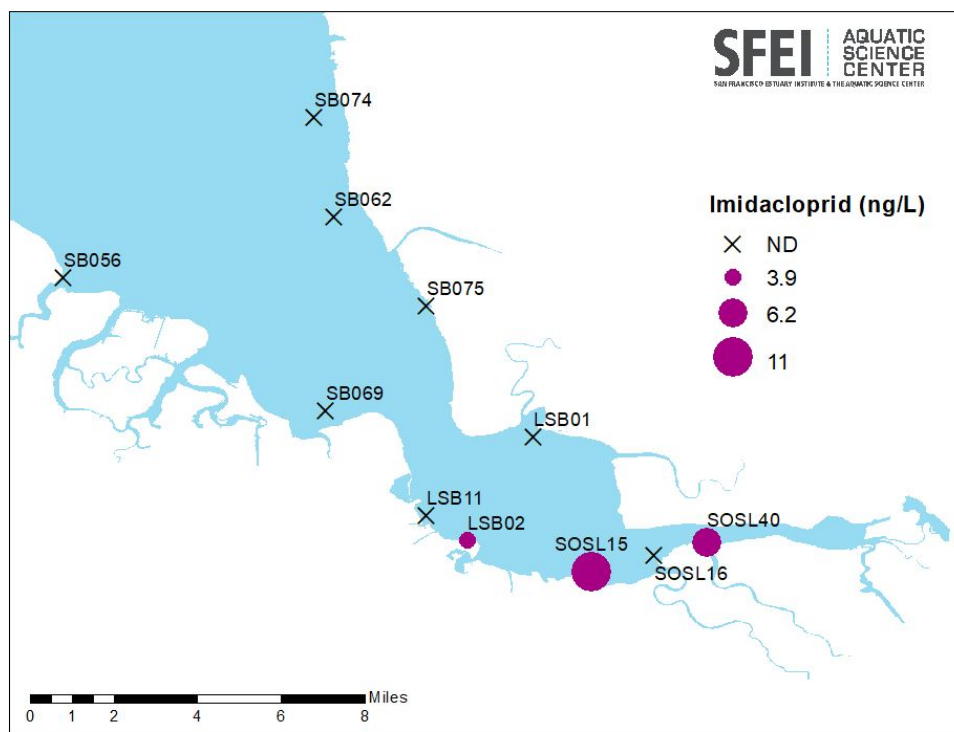 SFEI
AQUATIC
SCIENCE
CENTER
SAN FRANCISCO ESTUARY INSTITUTE & THE AQUATIC SCIENCE CENTER
SB074
SB062
Imidacloprid (ng/L)
ND
SB056
3.9
SB075
6.2
11
SB069
LSB01
LSB11
LSB02
SOSL40
SOSL15
SOSL16
Miles
0 1 2 4 6 8